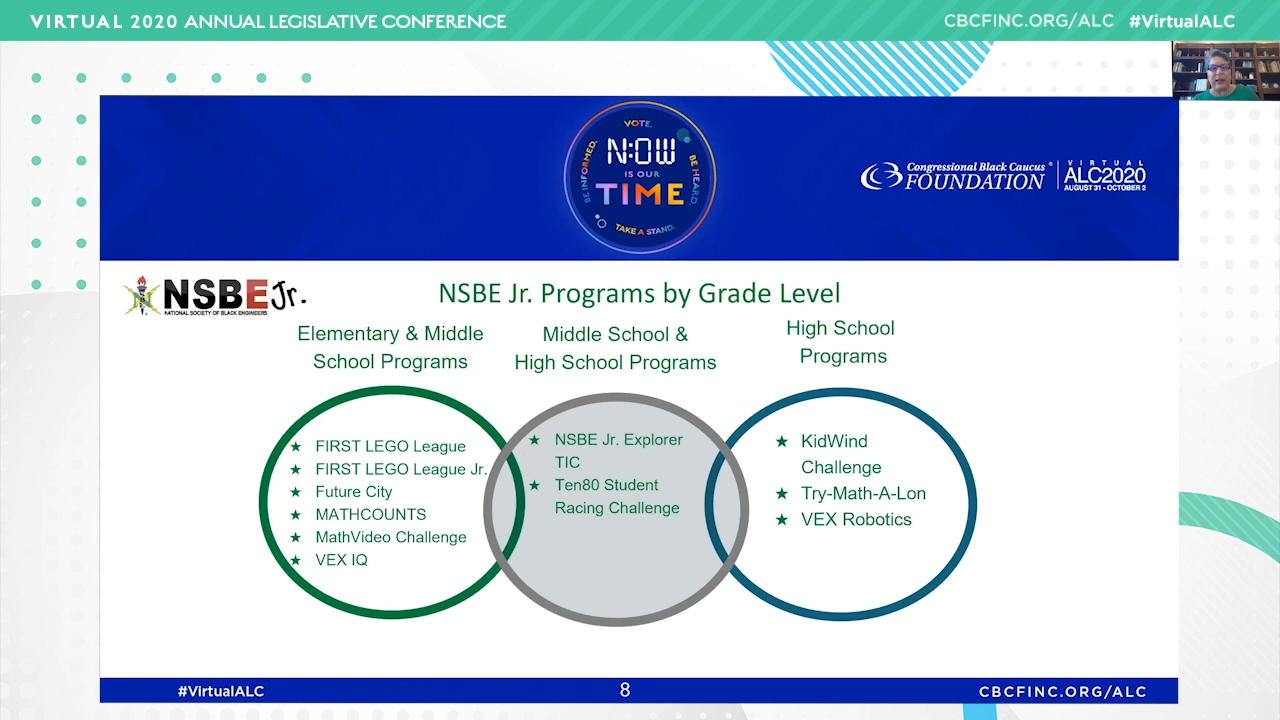 VIRTUAL 2020 ANNUAL LEGISLATIVE CONFERENCE
CBCFINC.ORG/ALC #VirtualALC
VOTE.
BE INFORMED.
BE HEARD.
N:OW
IS OUR
TIME
TAKE A STAND.
Congressional Black Caucus®
FOUNDATION
VIRTUAL
ALC2020
AUGUST 31 - OCTOBER 2
NSBE Jr.
NATIONAL SOCIETY OF BLACK ENGINEERS
NSBE Jr. Programs by Grade Level
Elementary & Middle
School Programs
★ FIRST LEGO League
★ FIRST LEGO League Jr.
★ Future City
★ MATHCOUNTS
★ MathVideo Challenge
★ VEX IQ
Middle School &
High School Programs
★ NSBE Jr. Explorer
TIC
★ Ten80 Student
Racing Challenge
High School
Programs
★ KidWind
Challenge
★ Try-Math-A-Lon
★ VEX Robotics
#VirtualALC
8
CBCFINC.ORG/ALC